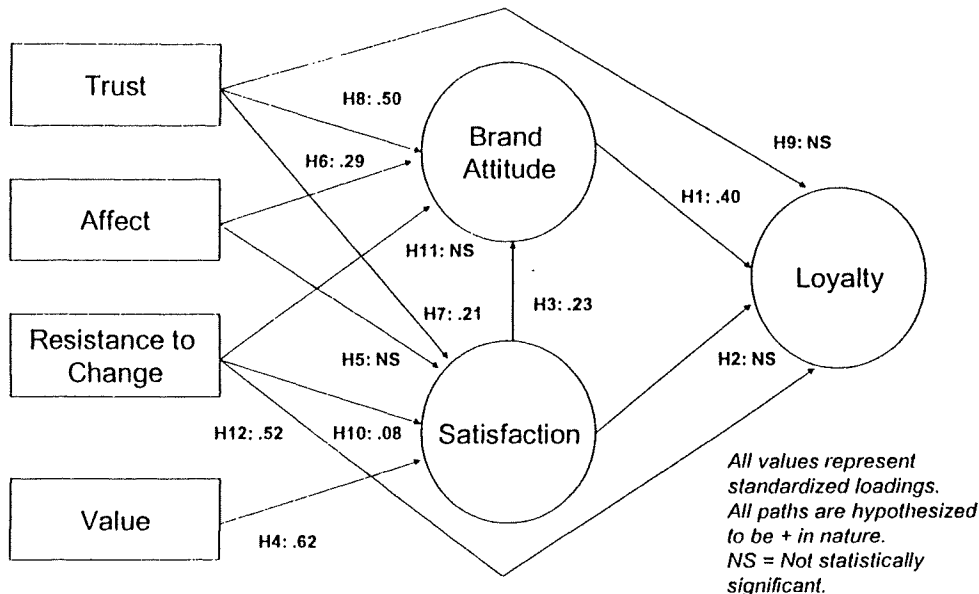 Trust
H8: .50
Brand
Attitude
H9: NS
H6: .29
H1: .40
Affect
H11: NS
Loyalty
H7: .21
H3: .23
Resistance to
Change
H5: NS
H2: NS
H12: .52
H10: .08
Satisfaction
Value
H4: .62
All values represent
standardized loadings.
All paths are hypothesized
to be + in nature.
NS = Not statistically
significant.